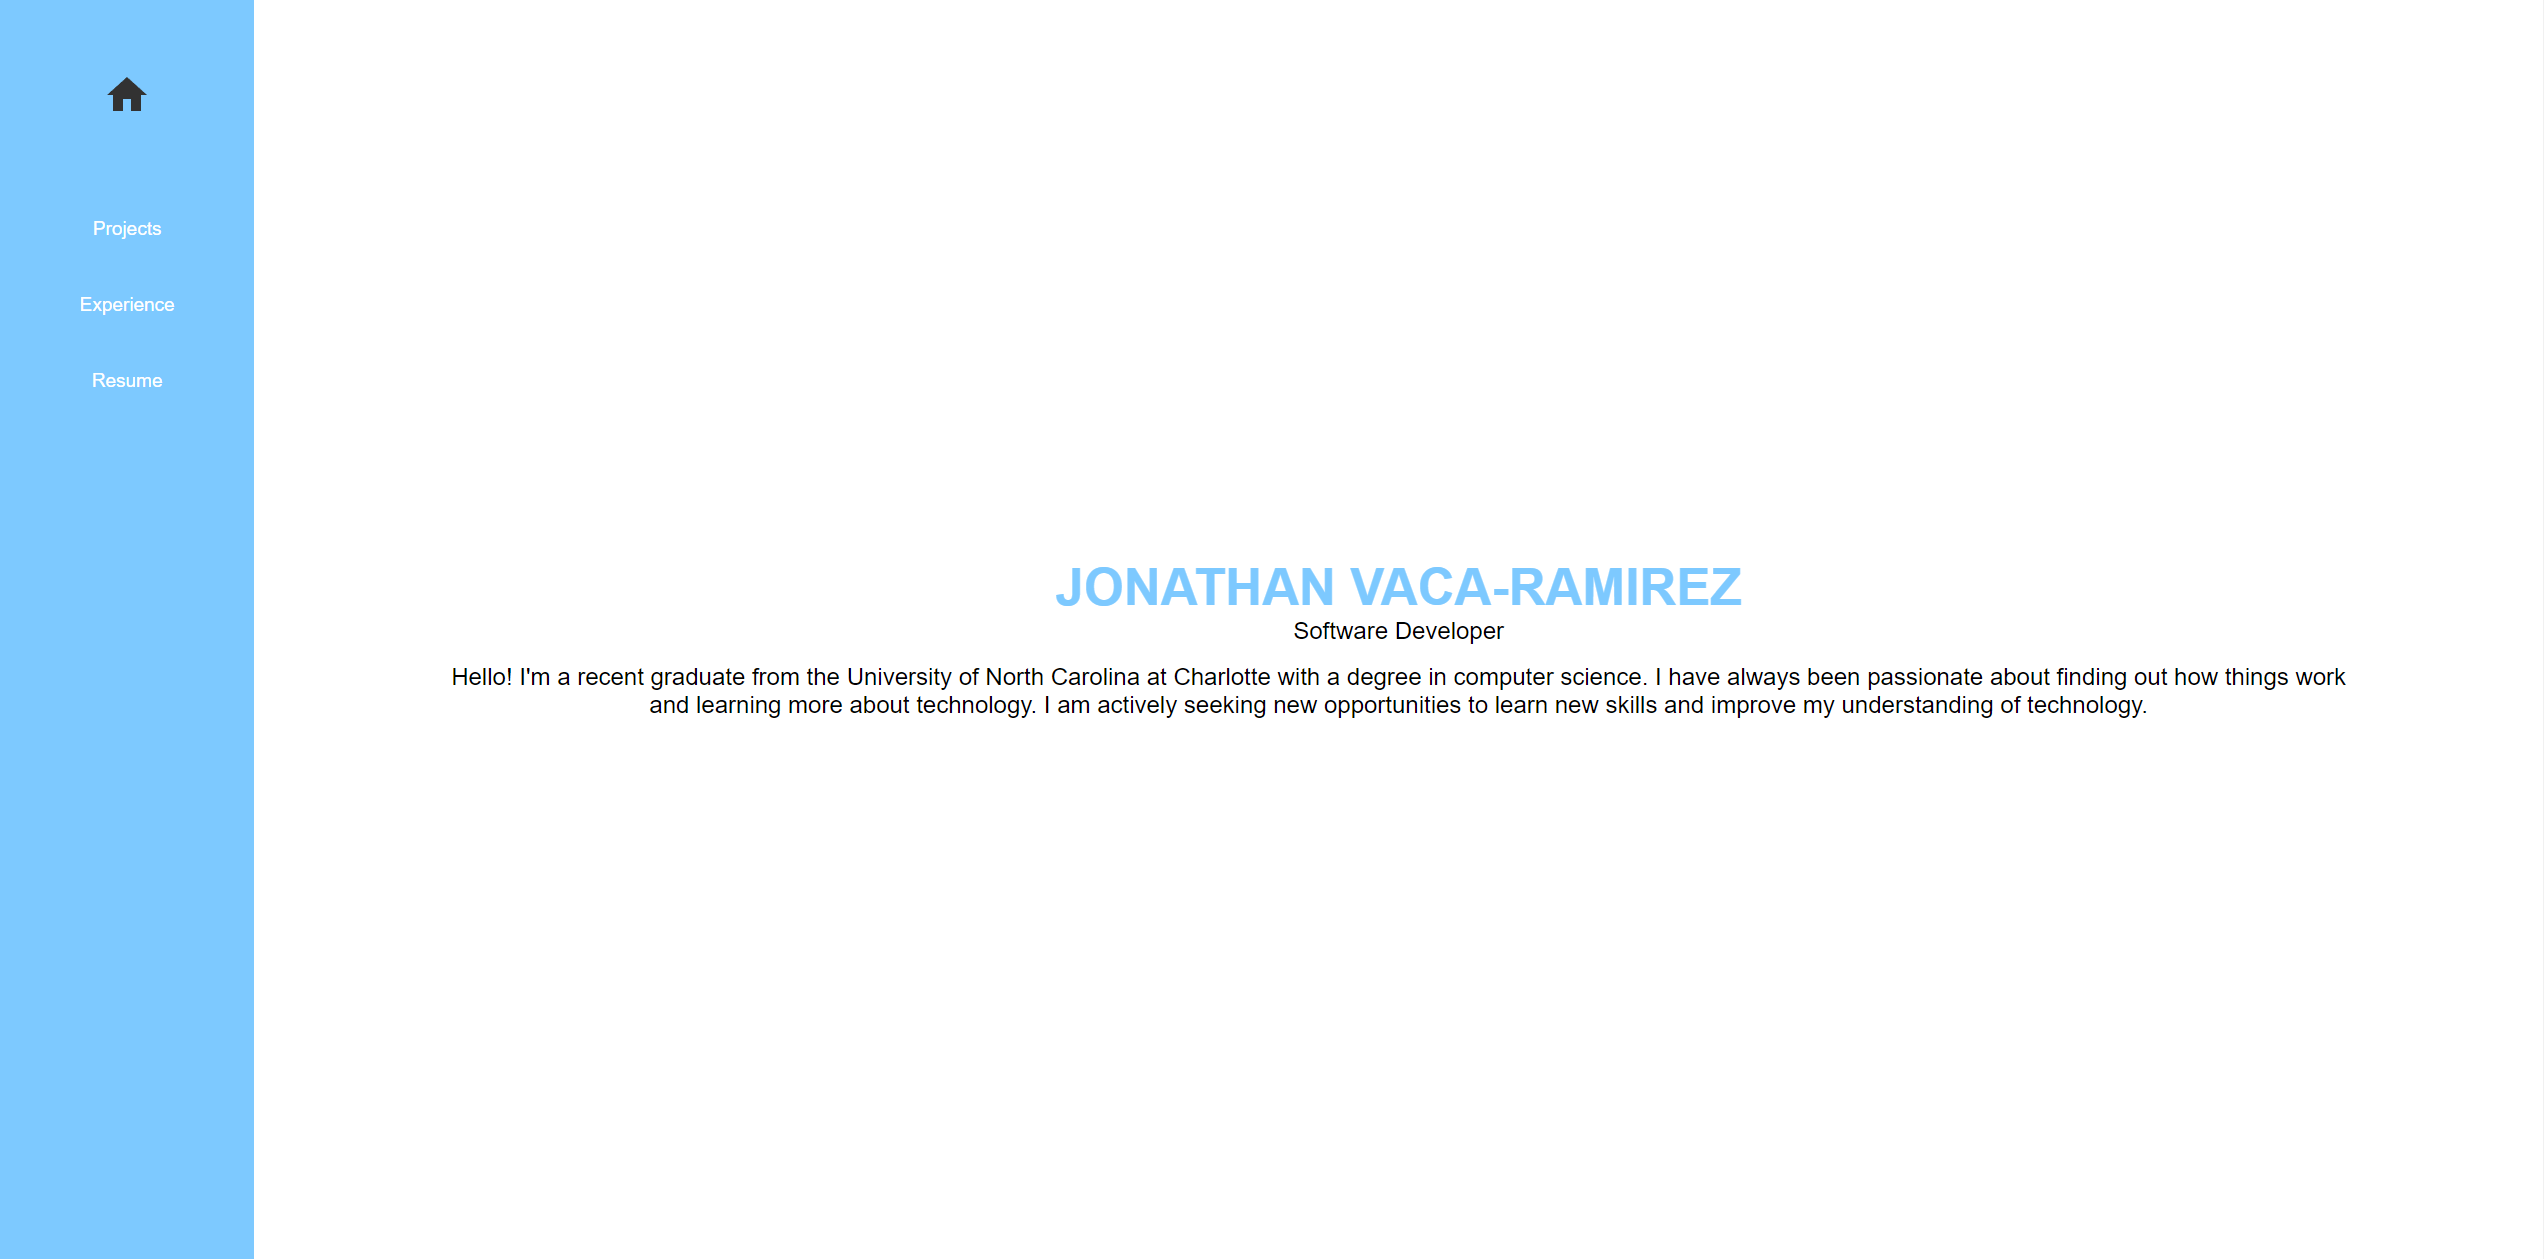 Projects
Experience
Resume
JONATHAN VACA-RAMIREZ
Software Developer
Hello! I'm a recent graduate from the University of North Carolina at Charlotte with a degree in computer science. I have always been passionate about finding out how things work
and learning more about technology. I am actively seeking new opportunities to learn new skills and improve my understanding of technology.